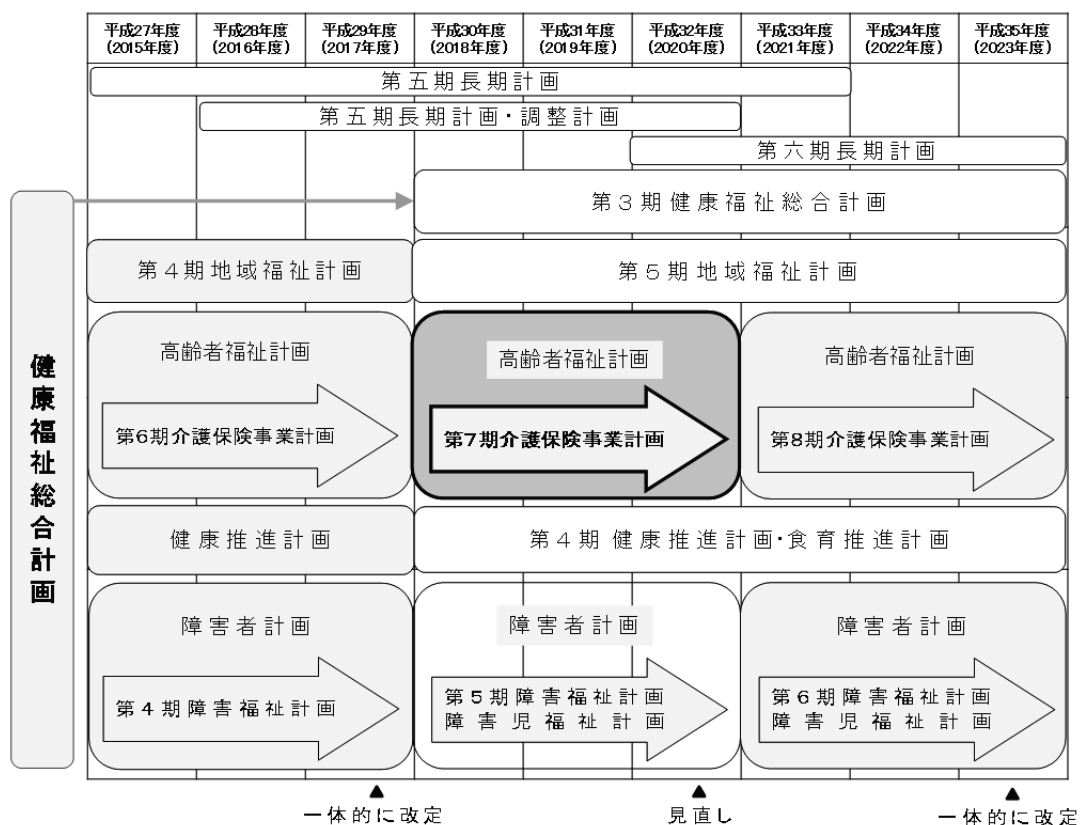 平成27年度 平成28年度 平成29年度 平成30年度 平成31年度 平成32年度 平成33年度 平成34年度 平成35年度
(2015年度) (2016年度) (2017年度) (2018年度) (2019年度) (2020年度) (2021年度) (2022年度) (2023年度)
第五期長期計画
第五期長期計画・調整計画
第六期長期計画
健康福祉総合計画
第3期健康福祉総合計画
第4期地域福祉計画 第5期地域福祉計画
高齢者福祉計画 高齢者福祉計画 高齢者福祉計画
第6期介護保険事業計画 第7期介護保険事業計画 第8期介護保険事業計画
健康推進計画 第4期 健康推進計画・食育推進計画
障害者計画 障害者計画 障害者計画
第4期障害福祉計画
第5期障害福祉計画
障害児福祉計画
第6期障害福祉計画
障害児福祉計画
▲ ▲ ▲
一体的に改定 見直し 一体的に改定